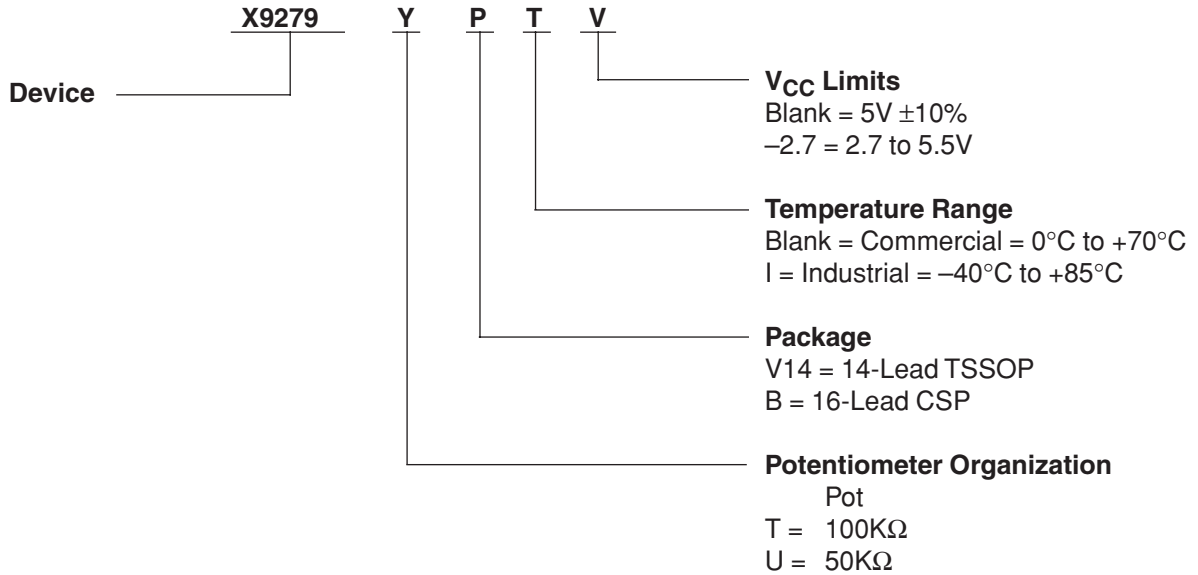 X9279 Y P T V
Device
VCC Limits
Blank = 5V ±10%
–2.7 = 2.7 to 5.5V
Temperature Range
Blank = Commercial = 0°C to +70°C
I = Industrial = –40°C to +85°C
Package
V14 = 14-Lead TSSOP
B = 16-Lead CSP
Potentiometer Organization
Pot
T = 100KΩ
U = 50KΩ